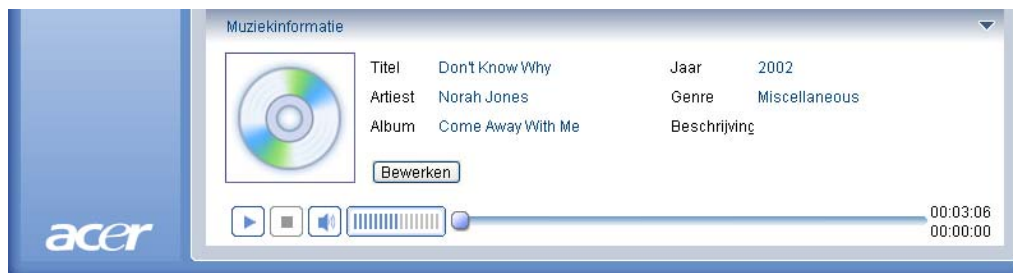 Muziekinformatie
Titel Don't Know Why Jaar 2002
Artiest Norah Jones Genre Miscellaneous
Album Come Away With Me Beschrijving
Bewerken
00:03:06
00:00:00
acer